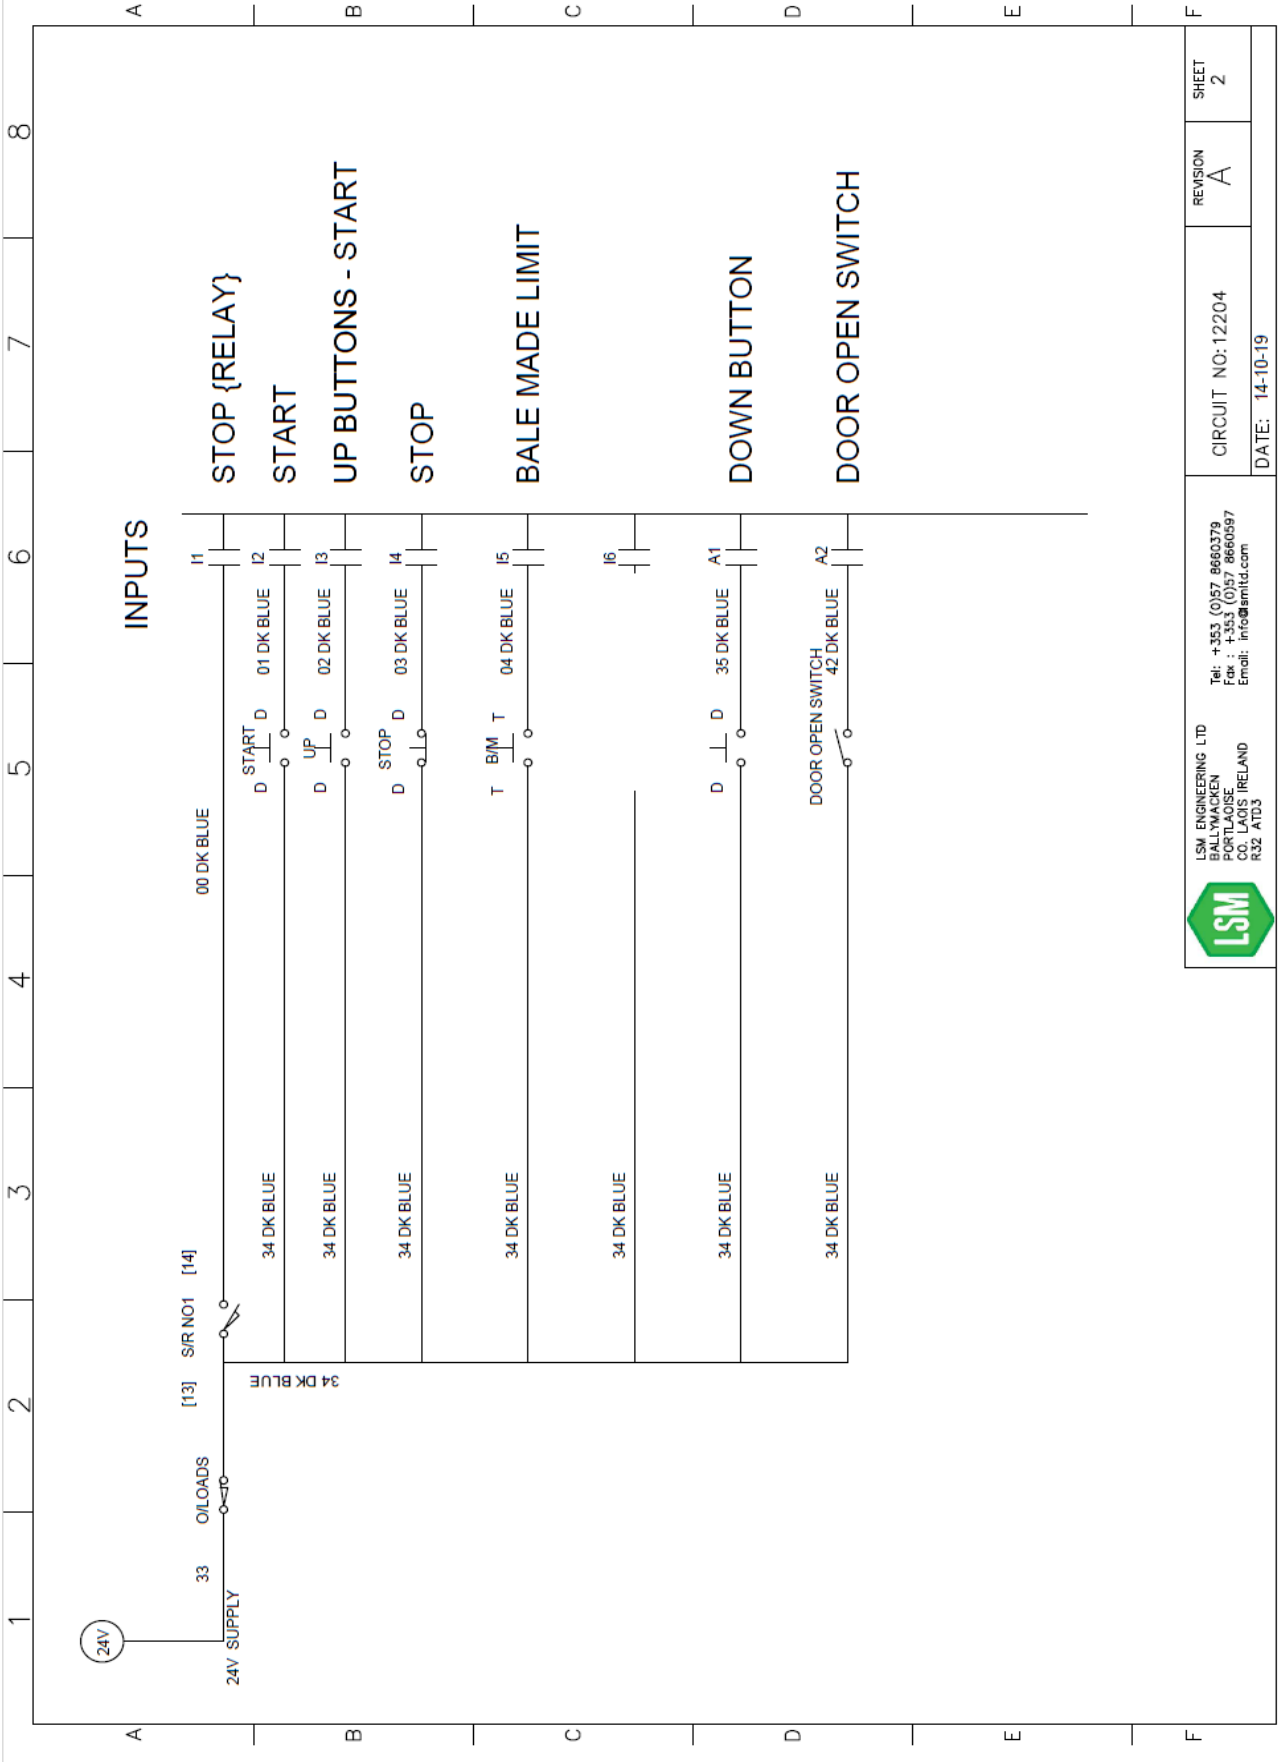 1 2 3 4 5 6 7 8
A A
B B
C C
D D
E E
F F
INPUTS
24V
24V SUPPLY
33 O/LOADS [13] S/R NO1 [14] 00 DK BLUE I1 STOP {RELAY}
34 DK BLUE
34 DK BLUE D START D 01 DK BLUE I2 START
34 DK BLUE D UP D 02 DK BLUE I3 UP BUTTONS - START
34 DK BLUE D STOP D 03 DK BLUE I4 STOP
34 DK BLUE T B/M T 04 DK BLUE I5 BALE MADE LIMIT
34 DK BLUE I6
34 DK BLUE D D 35 DK BLUE A1 DOWN BUTTON
34 DK BLUE DOOR OPEN SWITCH 42 DK BLUE A2 DOOR OPEN SWITCH
LSM
LSM ENGINEERING LTD
BALLYMACKEN
PORTLAOISE
CO. LAOIS IRELAND
R32 ATD3
Tel: +353 (0)57 8660379
Fax : +353 (0)57 8660597
Email: info@lsmltd.com
CIRCUIT NO:12204
DATE: 14-10-19
REVISION
A
SHEET
2